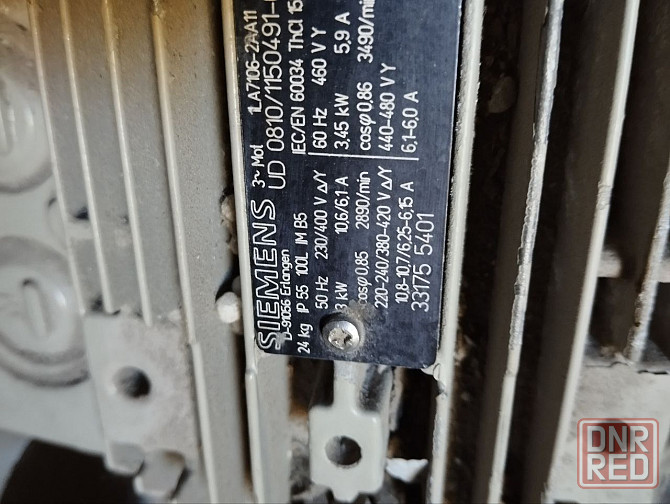 SIEMENS 3~ Mot. 1LA7106-2AA11
D-91056 Erlangen UD 0810/1150491-
24 kg IP 55 100L IM B5 IEC/EN 60034 ThCl 15
50 Hz 230/400 V Δ/Y 60 Hz 460 V Y
3 kW 10,6/6,1 A 3,45 kW 5,9 A
cosφ 0,85 2890/min cosφ 0,86 3490/min
220-240/380-420 V Δ/Y 440-480 V Y
10,8-10,7/6,25-6,15 A 6,1-6,0 A
33175 5401
DNR
RED